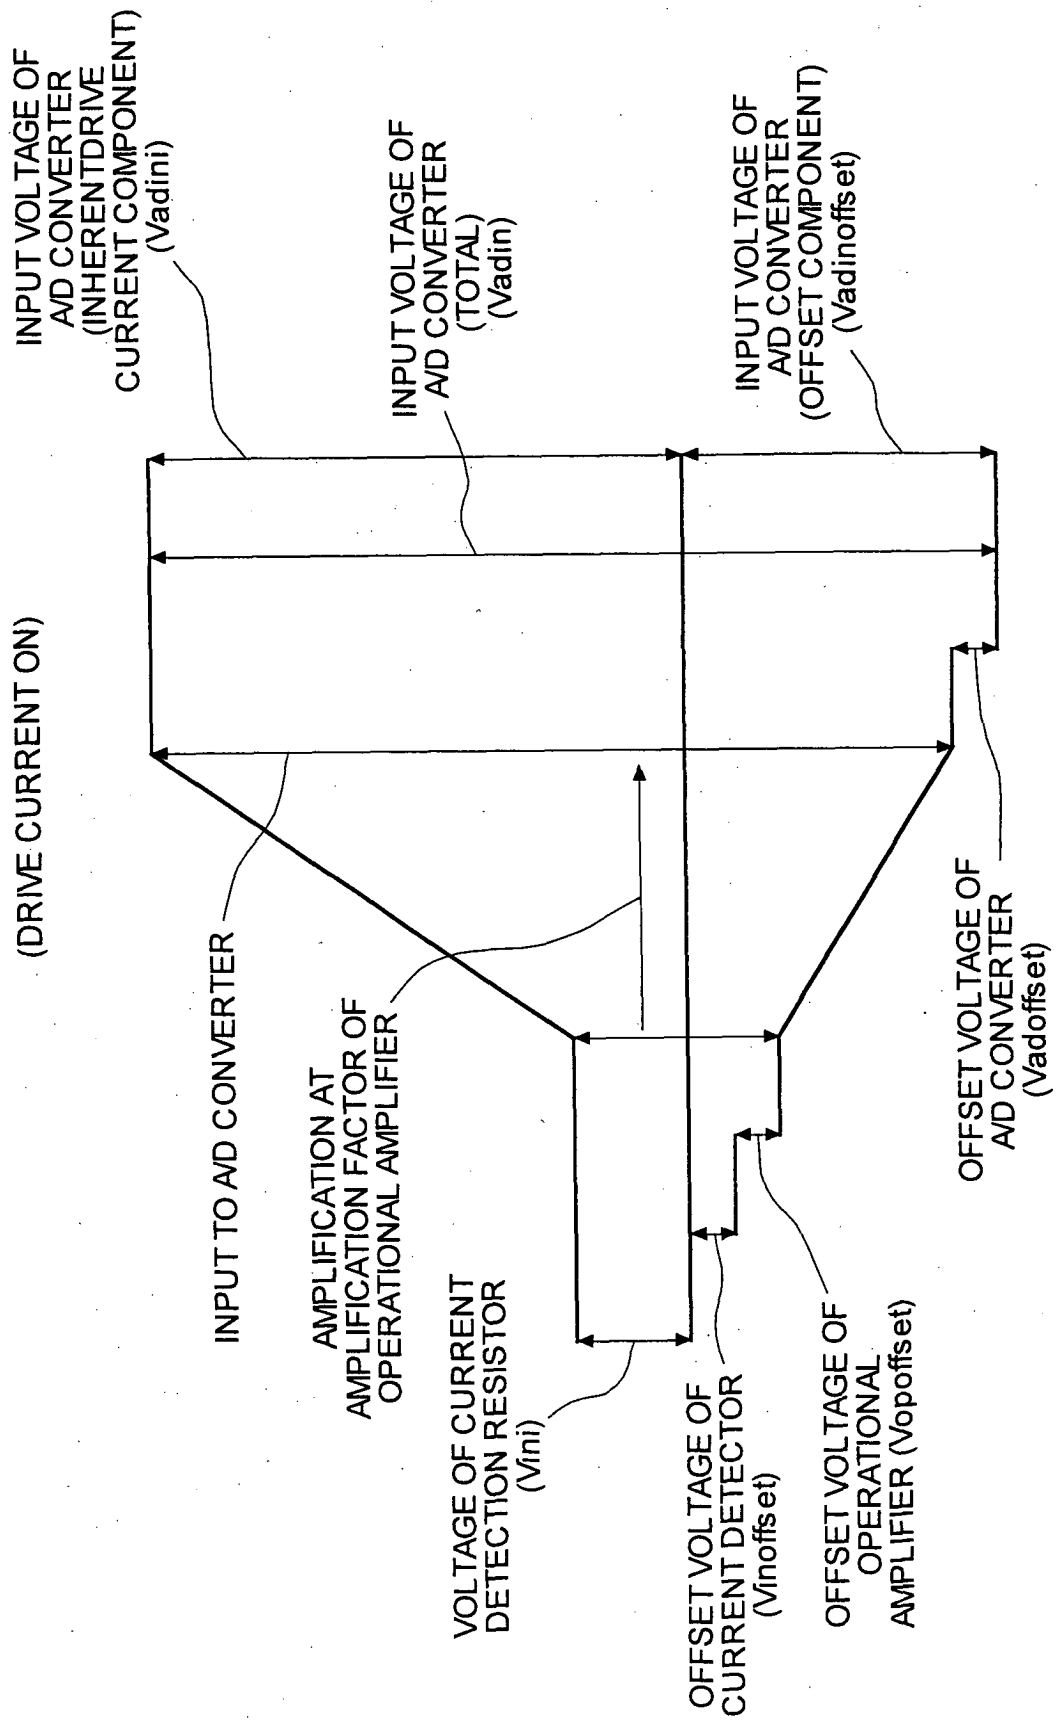 (DRIVE CURRENT ON)
INPUT VOLTAGE OF
A/D CONVERTER
(INHERENTDRIVE
CURRENT COMPONENT)
(Vadini)
INPUT TO A/D CONVERTER
AMPLIFICATION AT
AMPLIFICATION FACTOR OF
OPERATIONAL AMPLIFIER
INPUT VOLTAGE OF
A/D CONVERTER
(TOTAL)
(Vadin)
VOLTAGE OF CURRENT
DETECTION RESISTOR
(Vini)
INPUT VOLTAGE OF
A/D CONVERTER
(OFFSET COMPONENT)
(Vadinoffset)
OFFSET VOLTAGE OF
CURRENT DETECTOR
(Vinoffset)
OFFSET VOLTAGE OF
OPERATIONAL
AMPLIFIER (Vopoffset)
OFFSET VOLTAGE OF
A/D CONVERTER
(Vadoffset)